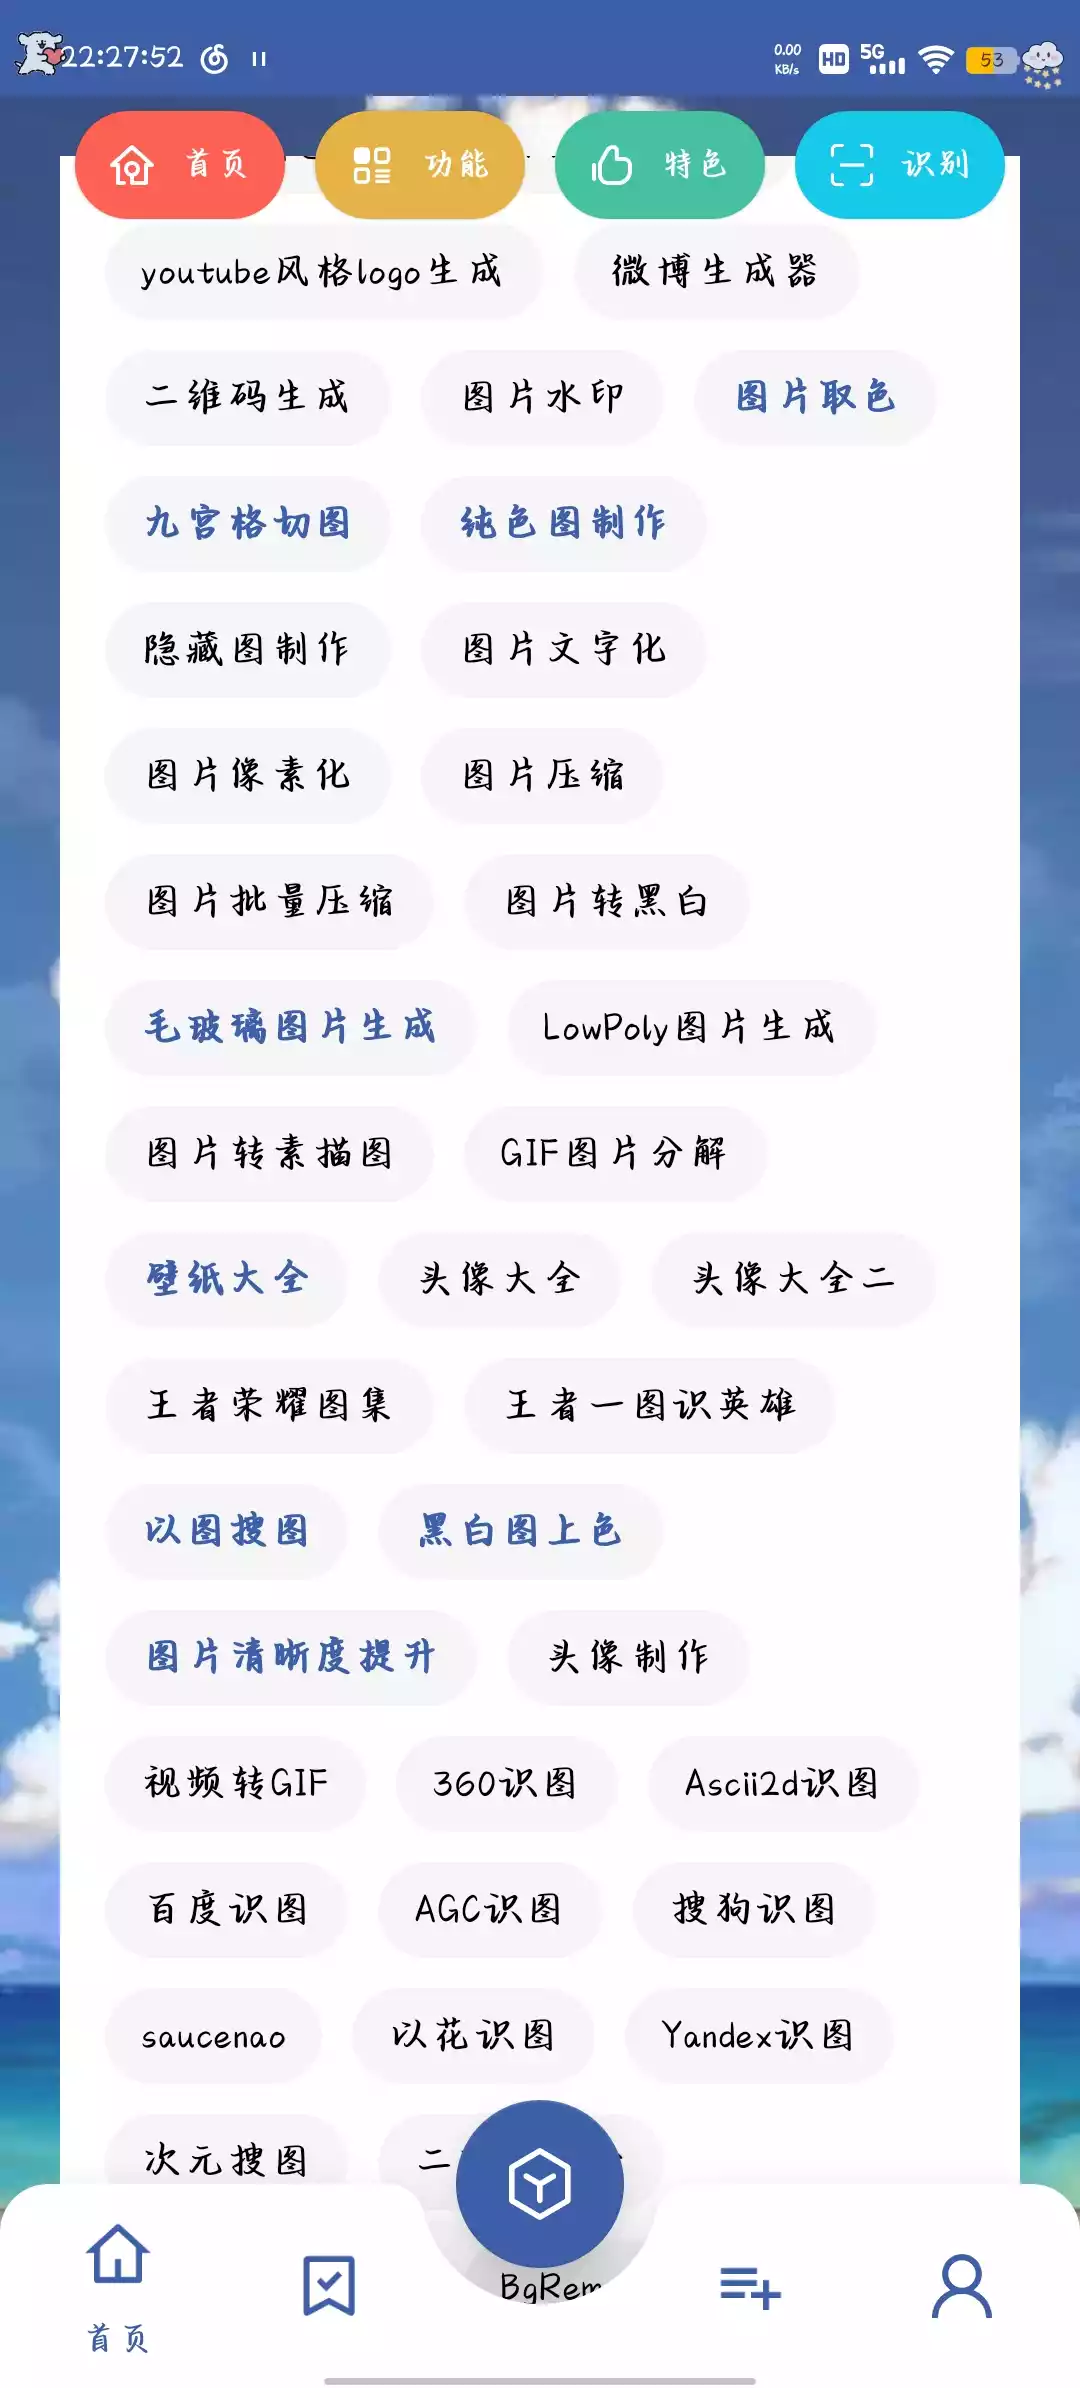 22:27:52 0.00 KB/s HD 5G 53
首页 功能 特色 识别
youtube风格logo生成 微博生成器
二维码生成 图片水印 图片取色
九宫格切图 纯色图制作
隐藏图制作 图片文字化
图片像素化 图片压缩
图片批量压缩 图片转黑白
毛玻璃图片生成 LowPoly图片生成
图片转素描图 GIF图片分解
壁纸大全 头像大全 头像大全二
王者荣耀图集 王者一图识英雄
以图搜图 黑白图上色
图片清晰度提升 头像制作
视频转GIF 360识图 Ascii2d识图
百度识图 AGC识图 搜狗识图
saucenao 以花识图 Yandex识图
次元搜图 二
BgRem
首页